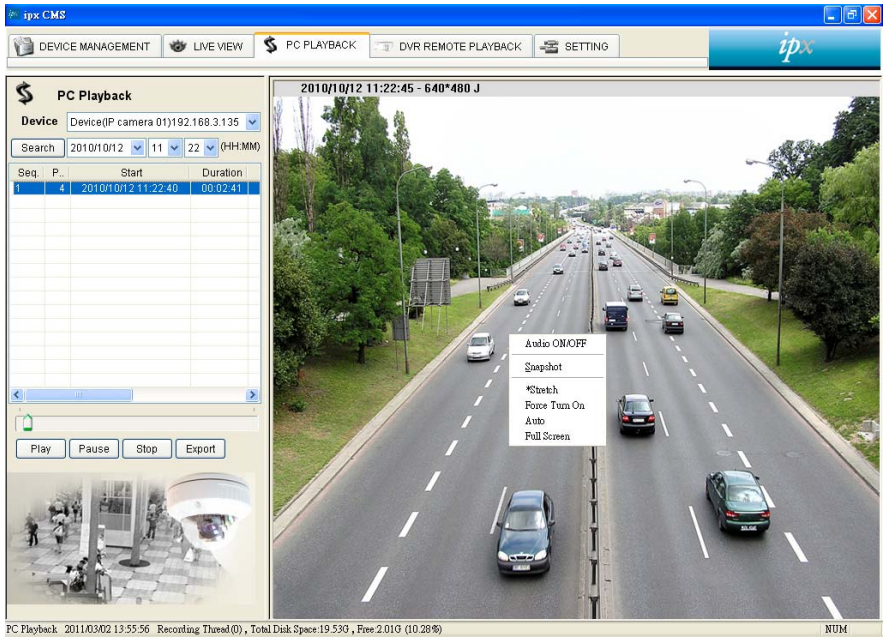 ipx CMS
DEVICE MANAGEMENT LIVE VIEW PC PLAYBACK DVR REMOTE PLAYBACK SETTING
ipx
PC Playback
Device Device(IP camera 01)192.168.3.135
Search 2010/10/12 11 22 (HH:MM)
Seq. P.. Start Duration
1 4 2010/10/12 11:22:40 00:02:41
Play Pause Stop Export
2010/10/12 11:22:45 - 640*480 J
Audio ON/OFF
Snapshot
*Stretch
Force Turn On
Auto
Full Screen
PC Playback 2011/03/02 13:55:56 Recording Thread(0) , Total Disk Space:19.53G , Free:2.01G (10.28%) NUM